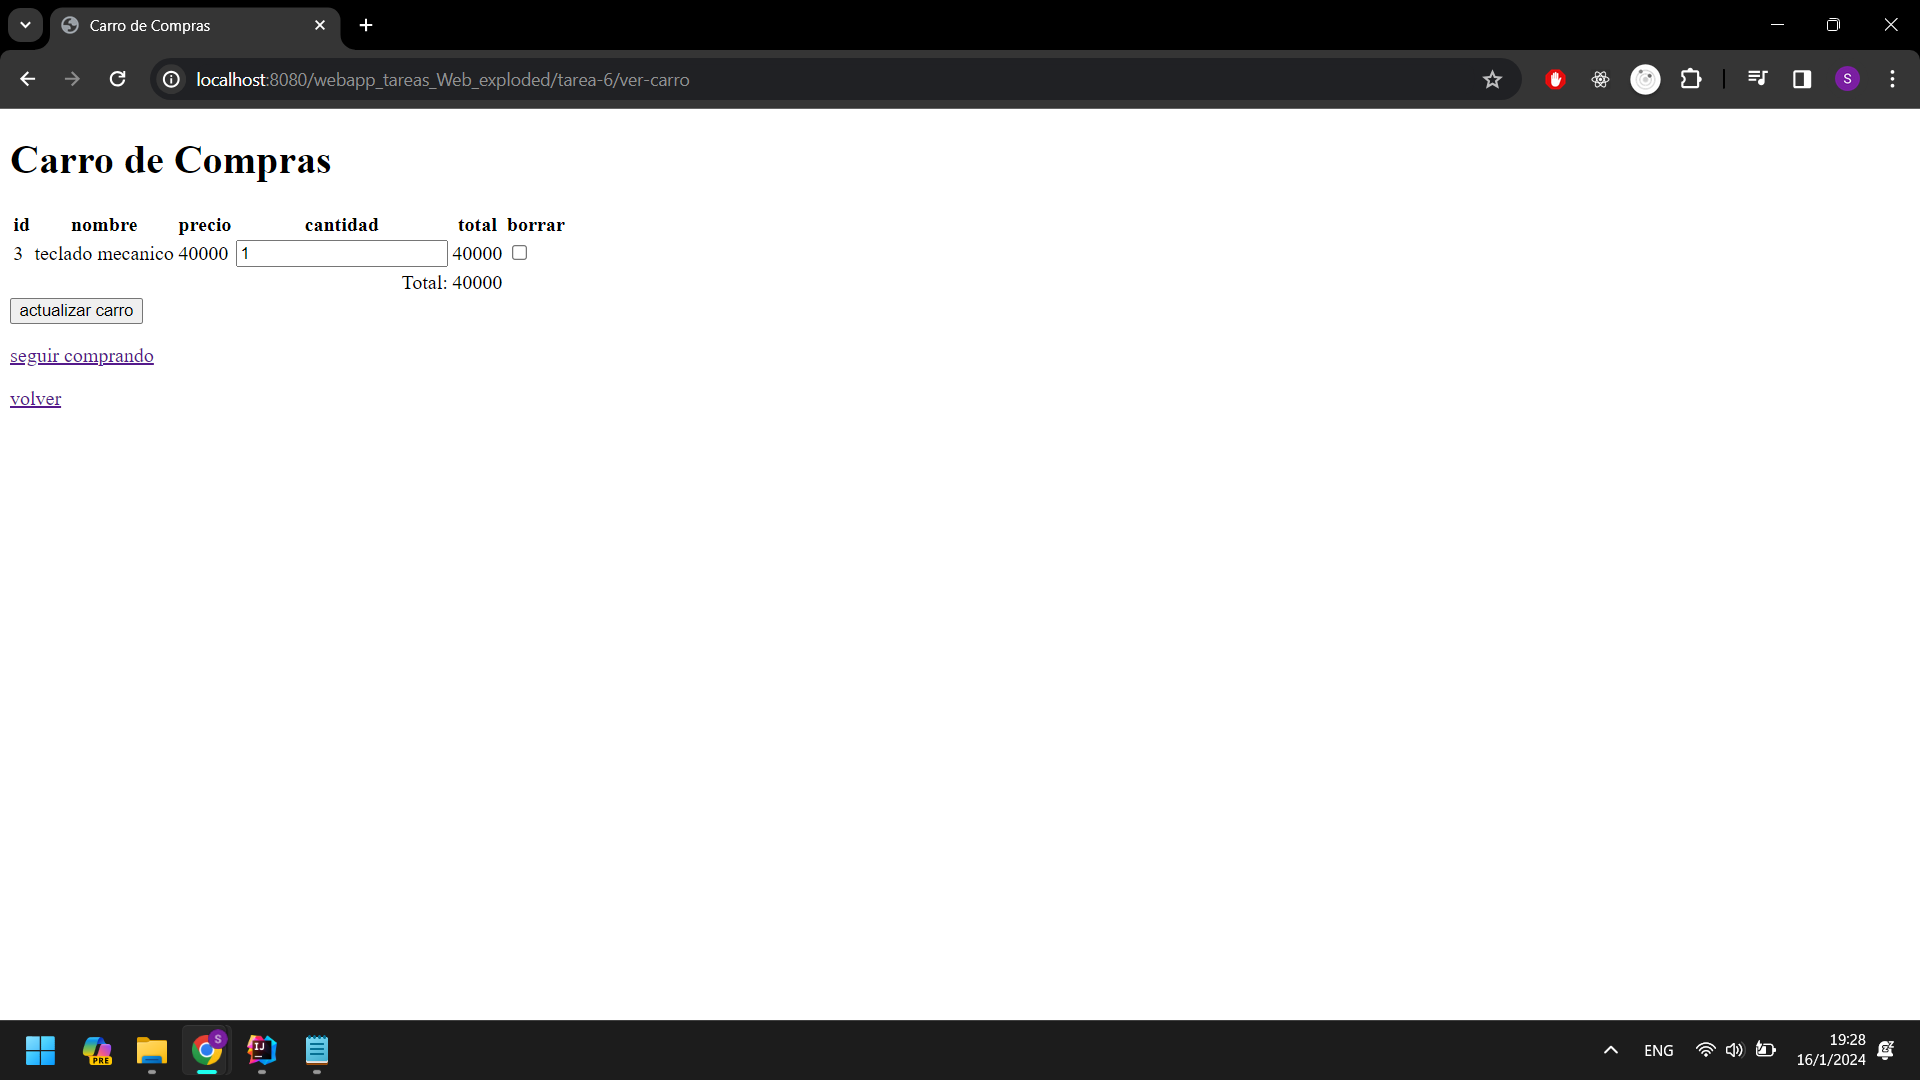 Carro de Compras
localhost:8080/webapp_tareas_Web_exploded/tarea-6/ver-carro
S
Carro de Compras
id nombre precio cantidad total borrar
3 teclado mecanico 40000 1 40000
Total: 40000
actualizar carro
seguir comprando
volver
PRE
S
IJ
ENG
19:28
16/1/2024